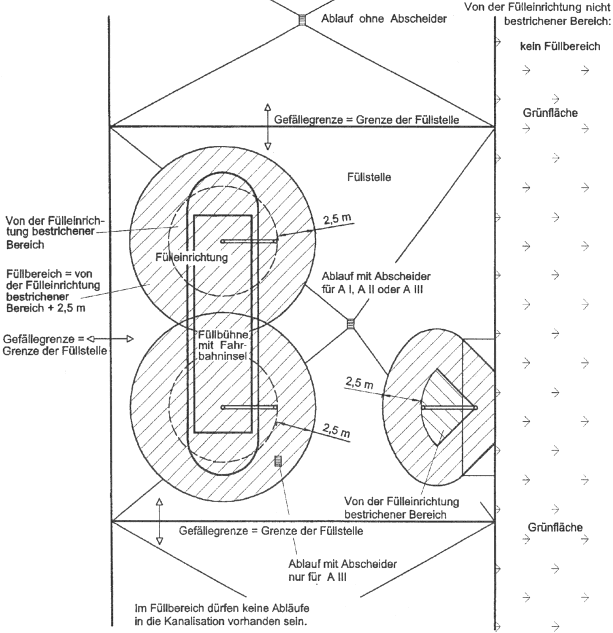 Von der Fülleinrichtung nicht
bestrichener Bereich:
Ablauf ohne Abscheider
kein Füllbereich
Grünfläche
Gefällegrenze = Grenze der Füllstelle
Füllstelle
2,5 m
Von der Fülleinrich-
tung bestrichener
Bereich
Fülleinrichtung
Füllbereich = von
der Fülleinrichtung
bestrichener
Bereich + 2,5 m
Ablauf mit Abscheider
für A I, A II oder A III
Gefällegrenze =
Grenze der Füllstelle
Füllbühne
mit Fahr-
bahninsel
2,5 m
2,5 m
Von der Fülleinrichtung
bestrichener Bereich
Grünfläche
Gefällegrenze = Grenze der Füllstelle
Ablauf mit Abscheider
nur für A III
Im Füllbereich dürfen keine Abläufe
in die Kanalisation vorhanden sein.